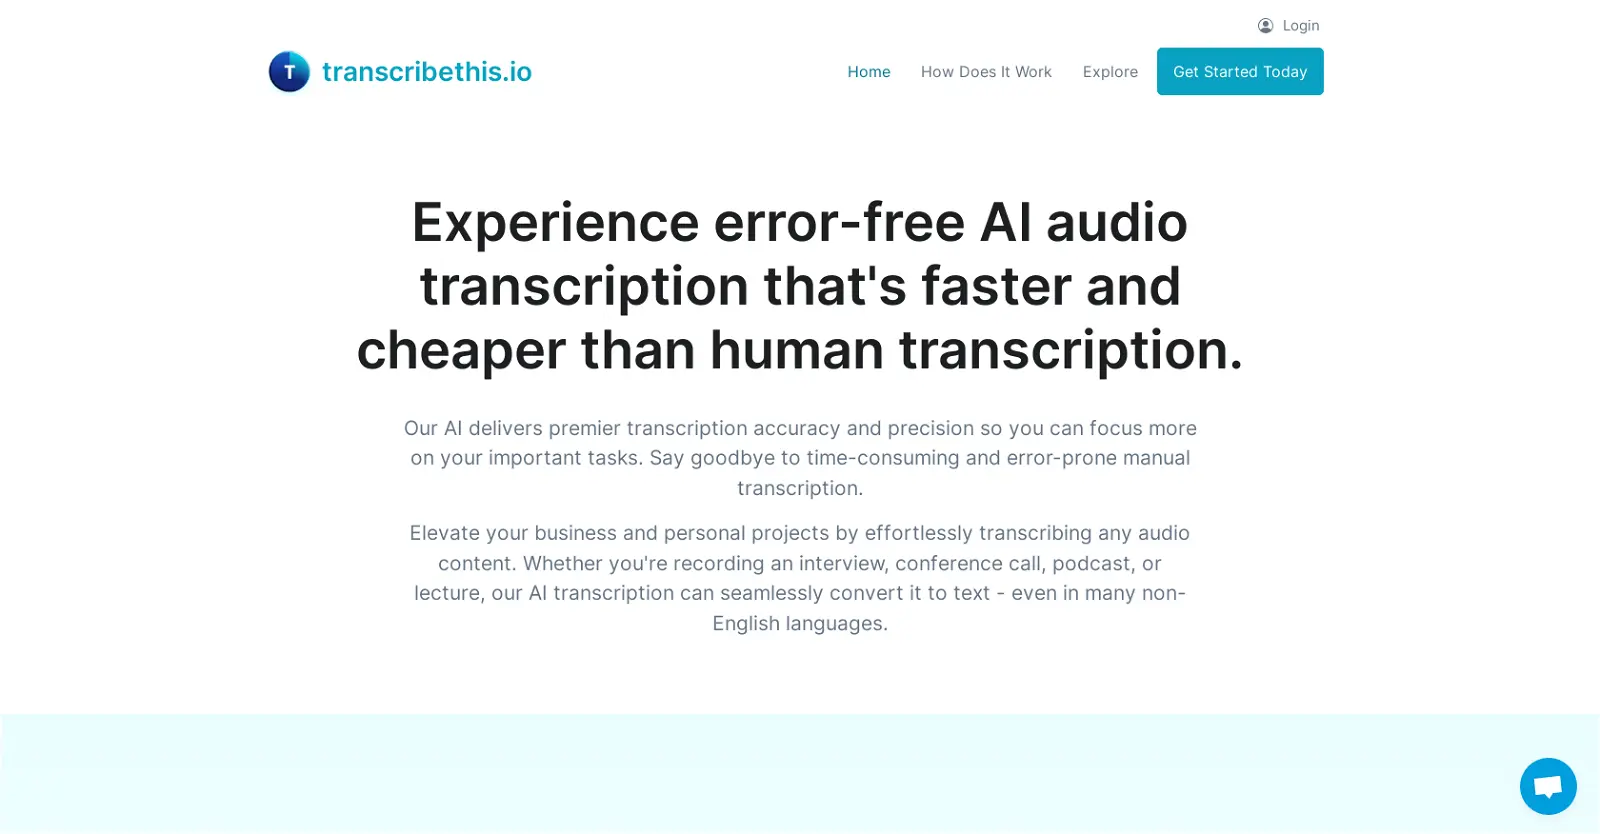 Login
T
transcribethis.io
Home
How Does It Work
Explore
Get Started Today
Experience error-free AI audio
transcription that's faster and
cheaper than human transcription.
Our AI delivers premier transcription accuracy and precision so you can focus more
on your important tasks. Say goodbye to time-consuming and error-prone manual
transcription.
Elevate your business and personal projects by effortlessly transcribing any audio
content. Whether you're recording an interview, conference call, podcast, or
lecture, our AI transcription can seamlessly convert it to text - even in many non-
English languages.